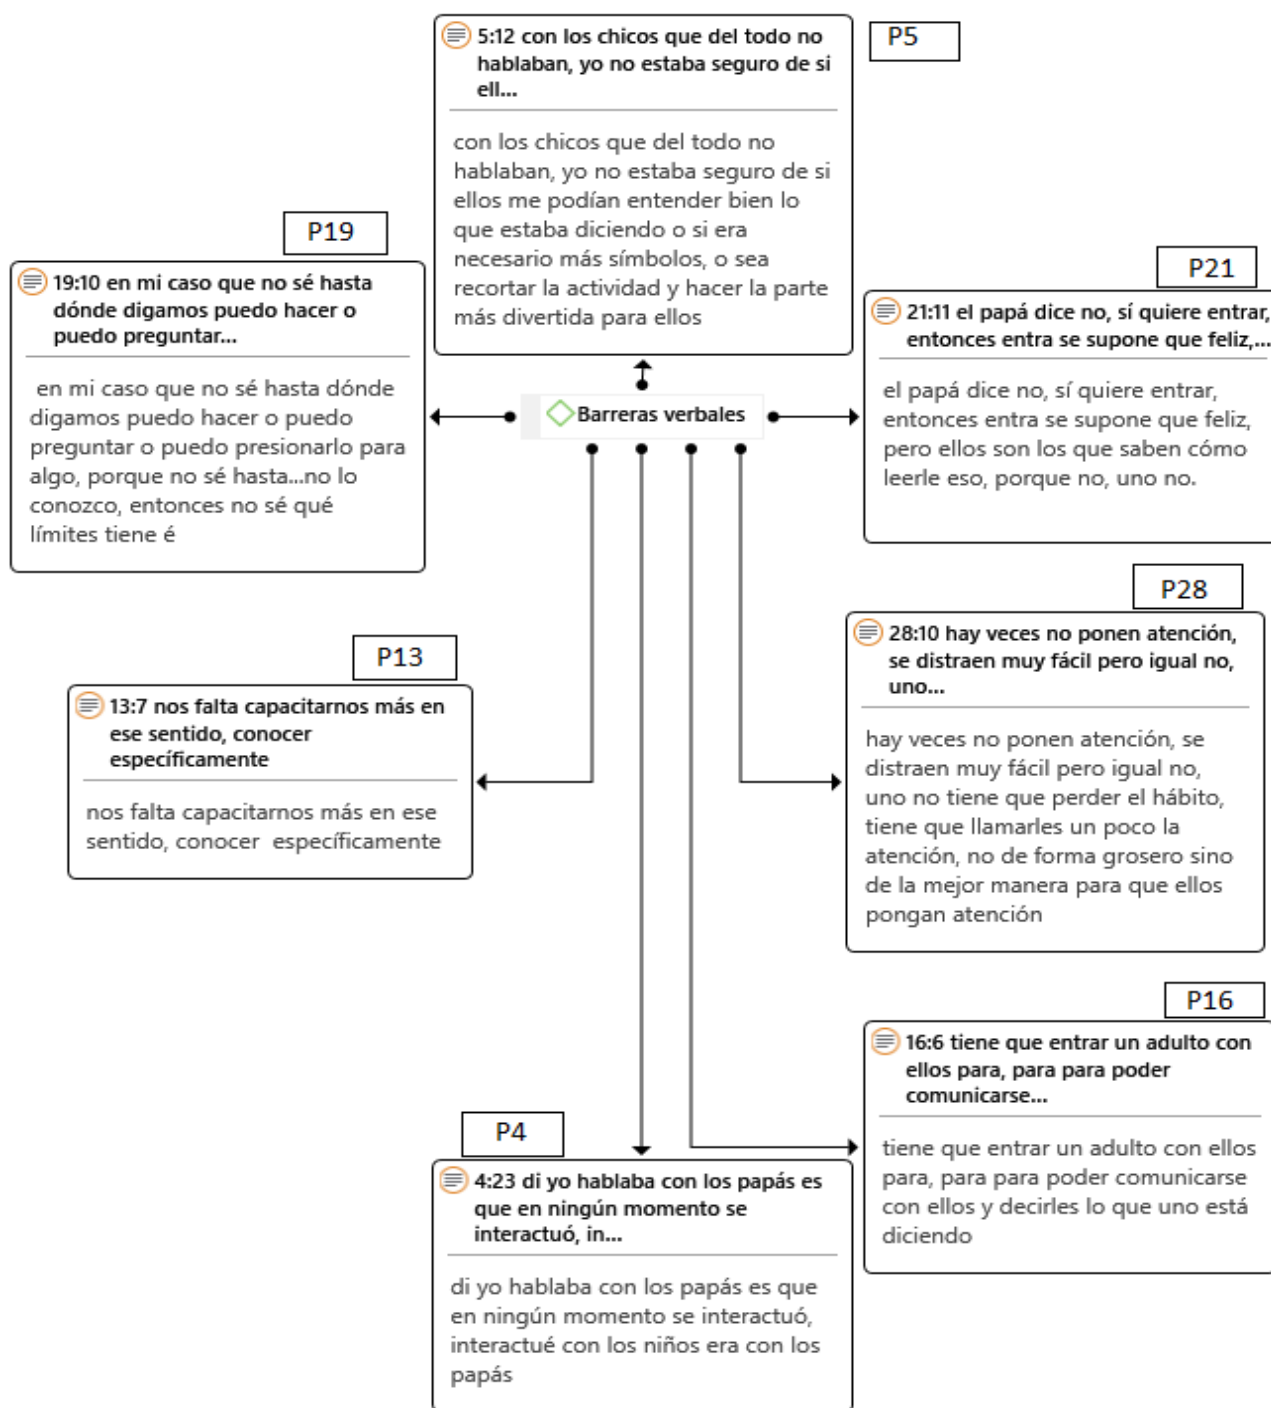 P5
5:12 con los chicos que del todo no
hablaban, yo no estaba seguro de si
ell...
con los chicos que del todo no
hablaban, yo no estaba seguro de si
ellos me podían entender bien lo
que estaba diciendo o si era
necesario más símbolos, o sea
recortar la actividad y hacer la parte
más divertida para ellos
P19
19:10 en mi caso que no sé hasta
dónde digamos puedo hacer o
puedo preguntar...
en mi caso que no sé hasta dónde
digamos puedo hacer o puedo
preguntar o puedo presionarlo para
algo, porque no sé hasta...no lo
conozco, entonces no sé qué
límites tiene é
P21
21:11 el papá dice no, sí quiere entrar,
entonces entra se supone que feliz,...
el papá dice no, sí quiere entrar,
entonces entra se supone que feliz,
pero ellos son los que saben cómo
leerle eso, porque no, uno no.
Barreras verbales
P28
28:10 hay veces no ponen atención,
se distraen muy fácil pero igual no,
uno...
hay veces no ponen atención, se
distraen muy fácil pero igual no,
uno no tiene que perder el hábito,
tiene que llamarles un poco la
atención, no de forma grosero sino
de la mejor manera para que ellos
pongan atención
P13
13:7 nos falta capacitarnos más en
ese sentido, conocer
específicamente
nos falta capacitarnos más en ese
sentido, conocer  específicamente
P16
16:6 tiene que entrar un adulto con
ellos para, para para poder
comunicarse...
tiene que entrar un adulto con ellos
para, para para poder comunicarse
con ellos y decirles lo que uno está
diciendo
P4
4:23 di yo hablaba con los papás es
que en ningún momento se
interactuó, in...
di yo hablaba con los papás es que
en ningún momento se interactuó,
interactué con los niños era con los
papás